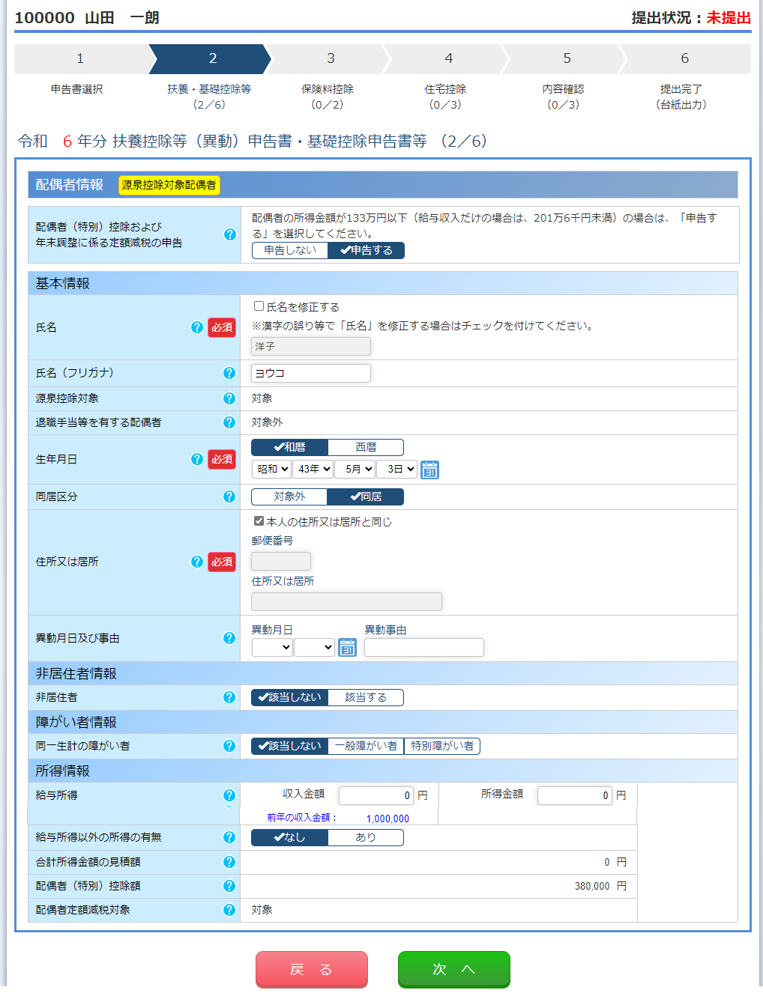 100000 山田　一朗
提出状況：未提出
1 2 3 4 5 6
申告書選択
扶養・基礎控除等
（2／6）
保険料控除
（0／2）
住宅控除
（0／3）
内容確認
（0／3）
提出完了
（台紙出力）
令和　6 年分 扶養控除等（異動）申告書・基礎控除申告書等 （2／6）
配偶者情報 源泉控除対象配偶者
配偶者（特別）控除および
年末調整に係る定額減税の申告
?
配偶者の所得金額が133万円以下（給与収入だけの場合は、201万6千円未満）の場合は、「申告す
る」を選択してください。
申告しない ✔申告する
基本情報
氏名 ? 必須
氏名を修正する
※漢字の誤り等で「氏名」を修正する場合はチェックを付けてください。
洋子
氏名（フリガナ） ? ヨウコ
源泉控除対象 ? 対象
退職手当等を有する配偶者 ? 対象外
生年月日 ? 必須
✔和暦 西暦
昭和 43年 5月 3日 31
同居区分 ? 対象外 ✔同居
住所又は居所 ? 必須
本人の住所又は居所と同じ
郵便番号
住所又は居所
異動月日及び事由 ?
異動月日 異動事由
31
非居住者情報
非居住者 ? ✔該当しない 該当する
障がい者情報
同一生計の障がい者 ? ✔該当しない 一般障がい者 特別障がい者
所得情報
給与所得 ? 収入金額 0 円 所得金額 0 円
前年の収入金額： 1,000,000
給与所得以外の所得の有無 ? ✔なし あり
合計所得金額の見積額 ? 0 円
配偶者（特別）控除額 ? 380,000 円
配偶者定額減税対象 ? 対象
戻　る 次　へ